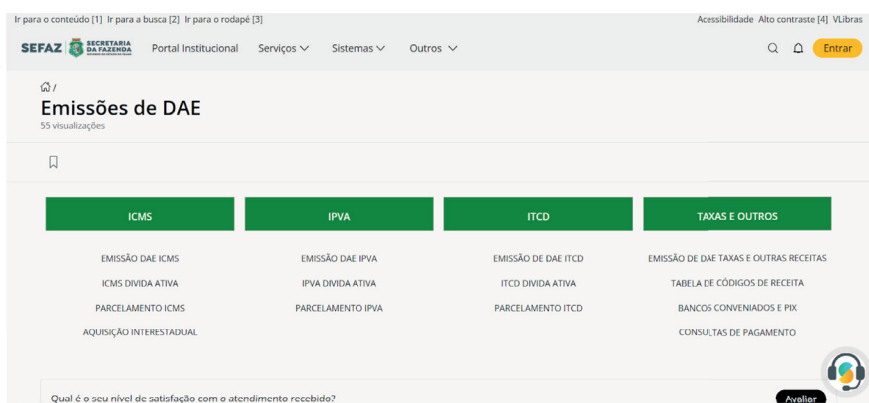 Ir para o conteúdo [1] Ir para a busca [2] Ir para o rodapé [3] Acessibilidade Alto contraste [4] VLibras
SEFAZ SECRETARIA DA FAZENDA Portal Institucional Serviços Sistemas Outros Entrar
/
Emissões de DAE
55 visualizações
ICMS IPVA ITCD TAXAS E OUTROS
EMISSÃO DAE ICMS EMISSÃO DAE IPVA EMISSÃO DE DAE ITCD EMISSÃO DE DAE TAXAS E OUTRAS RECEITAS
ICMS DIVIDA ATIVA IPVA DIVIDA ATIVA ITCD DIVIDA ATIVA TABELA DE CÓDIGOS DE RECEITA
PARCELAMENTO ICMS PARCELAMENTO IPVA PARCELAMENTO ITCD BANCOS CONVENIADOS E PIX
AQUISIÇÃO INTERESTADUAL CONSULTAS DE PAGAMENTO
Qual é o seu nível de satisfação com o atendimento recebido? Avaliar